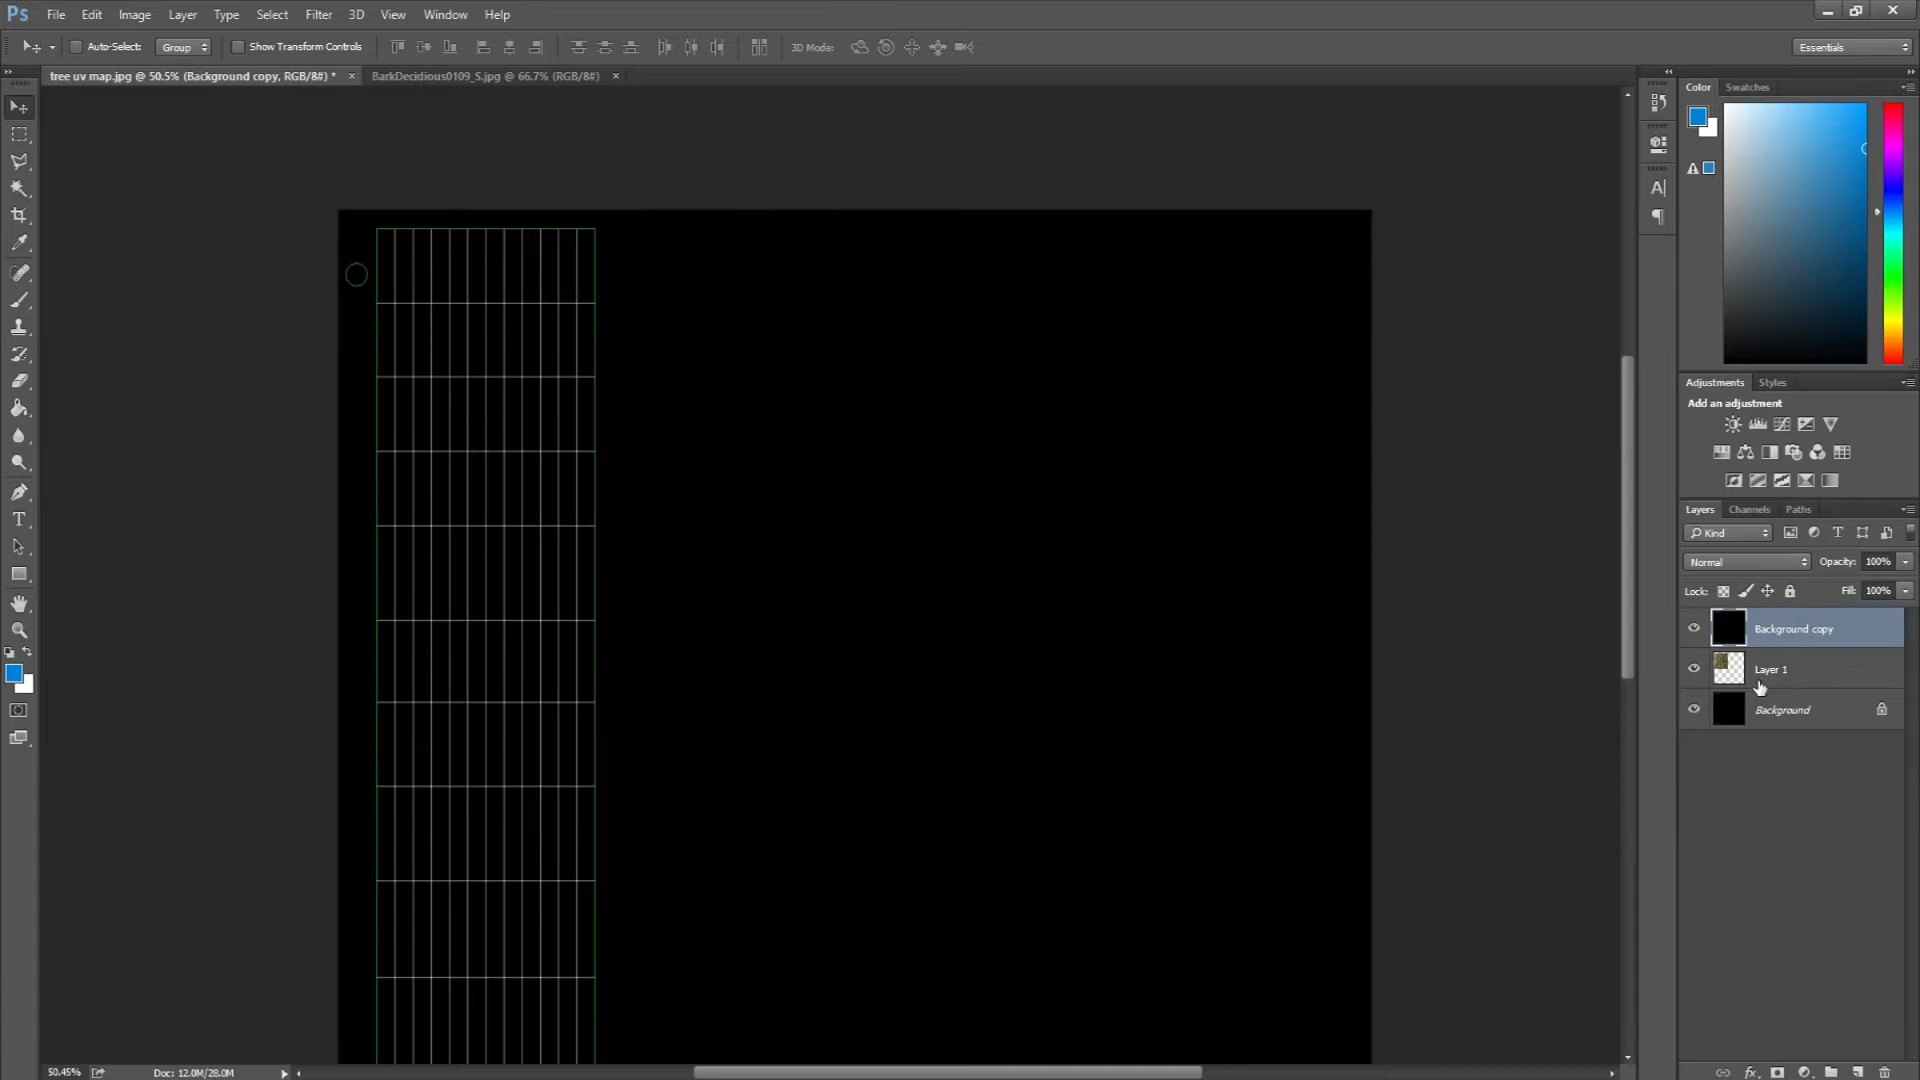 Ps File Edit Image Layer Type Select Filter 3D View Window Help
Auto-Select: Group Show Transform Controls 3D Mode: Essentials
tree uv map.jpg @ 50.5% (Background copy, RGB/8#) * × BarkDecidious0109_S.jpg @ 66.7% (RGB/8#) ×
Color Swatches
Adjustments Styles
Add an adjustment
Layers Channels Paths
Kind
Normal Opacity: 100%
Lock: Fill: 100%
Background copy
Layer 1
Background
50.45% Doc: 12.0M/28.0M